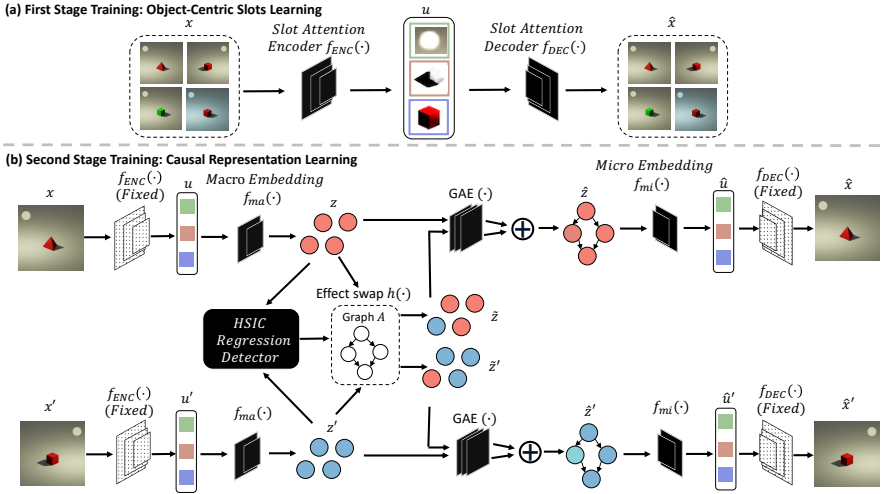 (a) First Stage Training: Object-Centric Slots Learning
x
Slot Attention
Encoder f_ENC(·)
u
Slot Attention
Decoder f_DEC(·)
x̂
(b) Second Stage Training: Causal Representation Learning
x
f_ENC(·)
(Fixed)
u
Macro Embedding
f_ma(·)
z
GAE (·)
ẑ
Micro Embedding
f_mi(·)
û
f_DEC(·)
(Fixed)
x̂
HSIC
Regression
Detector
Effect swap h(·)
Graph A
z̃
z̃′
x′
f_ENC(·)
(Fixed)
u′
f_ma(·)
z′
GAE (·)
ẑ′
f_mi(·)
û′
f_DEC(·)
(Fixed)
x̂′